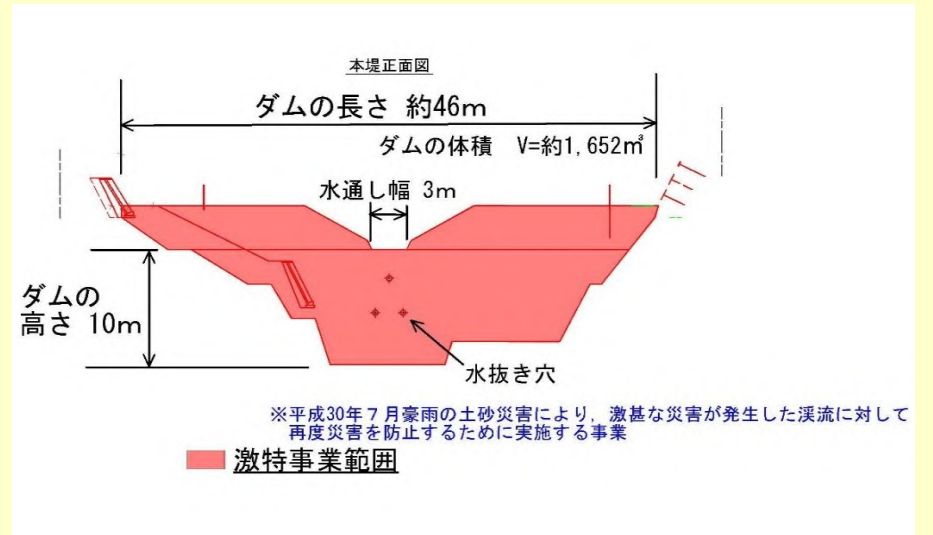 本堤正面図
ダムの長さ 約46m
ダムの体積 V=約1,652㎥
水通し幅 3m
ダムの
高さ 10m
水抜き穴
※平成30年7月豪雨の土砂災害により，激甚な災害が発生した渓流に対して
再度災害を防止するために実施する事業
激特事業範囲